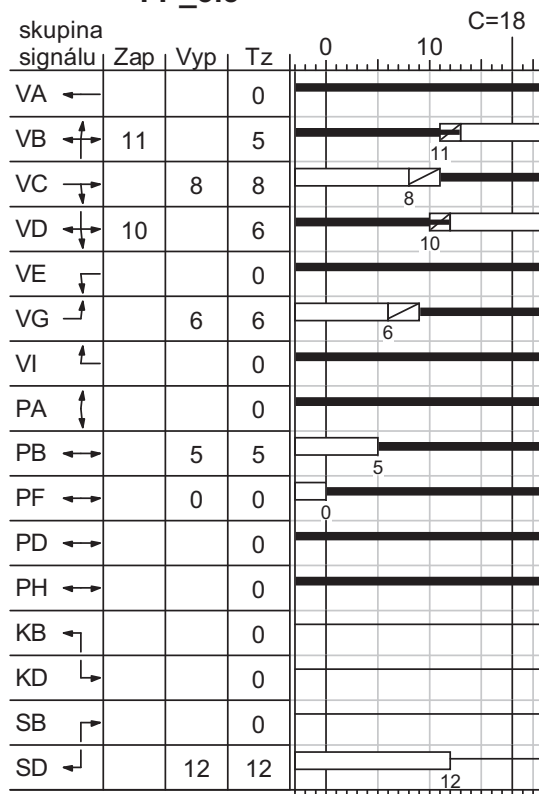 C=18
skupina
signálu Zap Vyp Tz 0 10
VA 0
VB 11 5
11
VC 8 8
8
VD 10 6
10
VE 0
VG 6 6
6
VI 0
PA 0
PB 5 5
5
PF 0 0
0
PD 0
PH 0
KB 0
KD 0
SB 0
SD 12 12
12